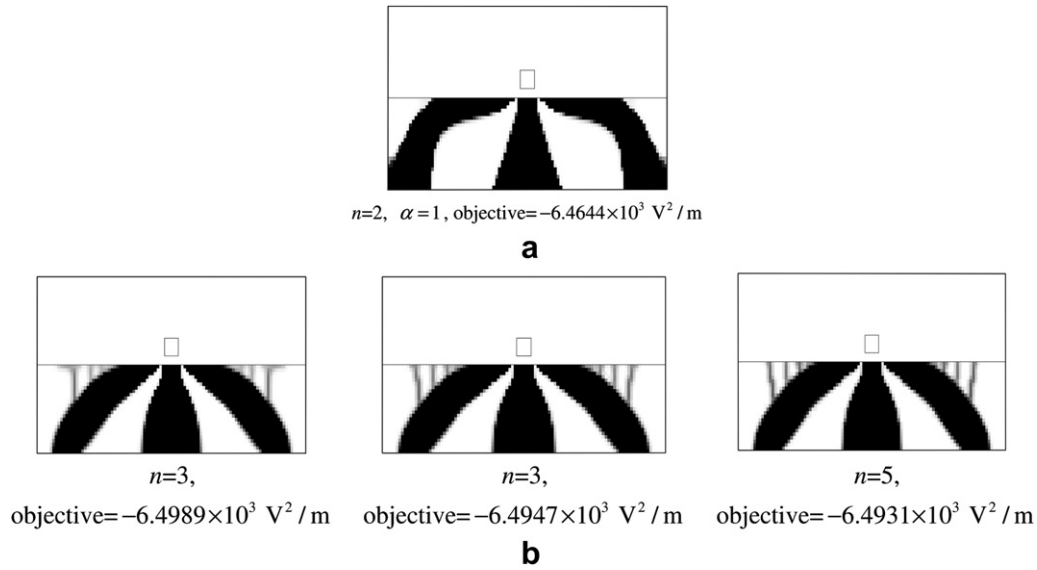 n=2, α=1, objective=−6.4644×10³ V²/m
a
n=3,
objective=−6.4989×10³ V²/m
n=3,
objective=−6.4947×10³ V²/m
n=5,
objective=−6.4931×10³ V²/m
b